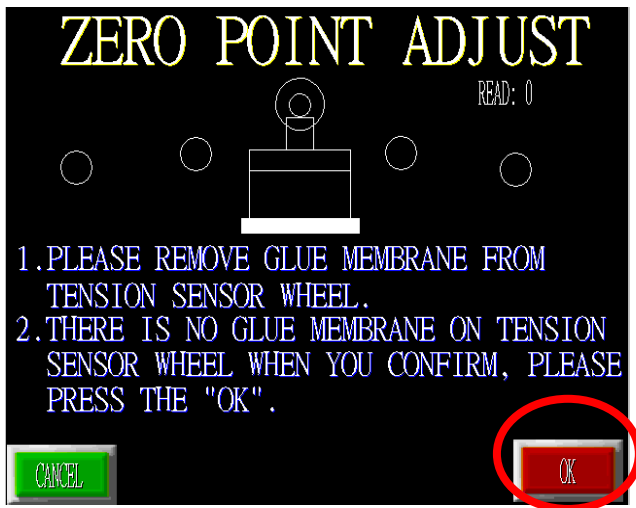 ZERO POINT ADJUST
READ: 0
1.PLEASE REMOVE GLUE MEMBRANE FROM
TENSION SENSOR WHEEL.
2.THERE IS NO GLUE MEMBRANE ON TENSION
SENSOR WHEEL WHEN YOU CONFIRM, PLEASE
PRESS THE "OK".
CANCEL
OK